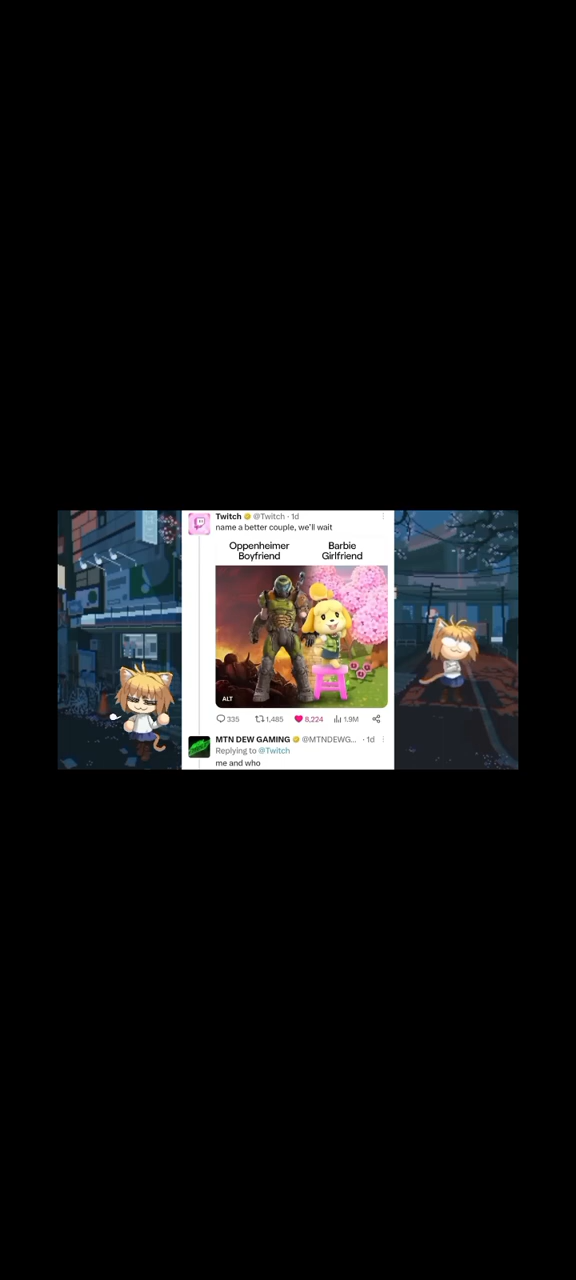 Twitch @Twitch · 1d
name a better couple, we'll wait
Oppenheimer Boyfriend
Barbie Girlfriend
ALT
335 1,485 8,224 1.9M
MTN DEW GAMING @MTNDEWG... · 1d
Replying to @Twitch
me and who